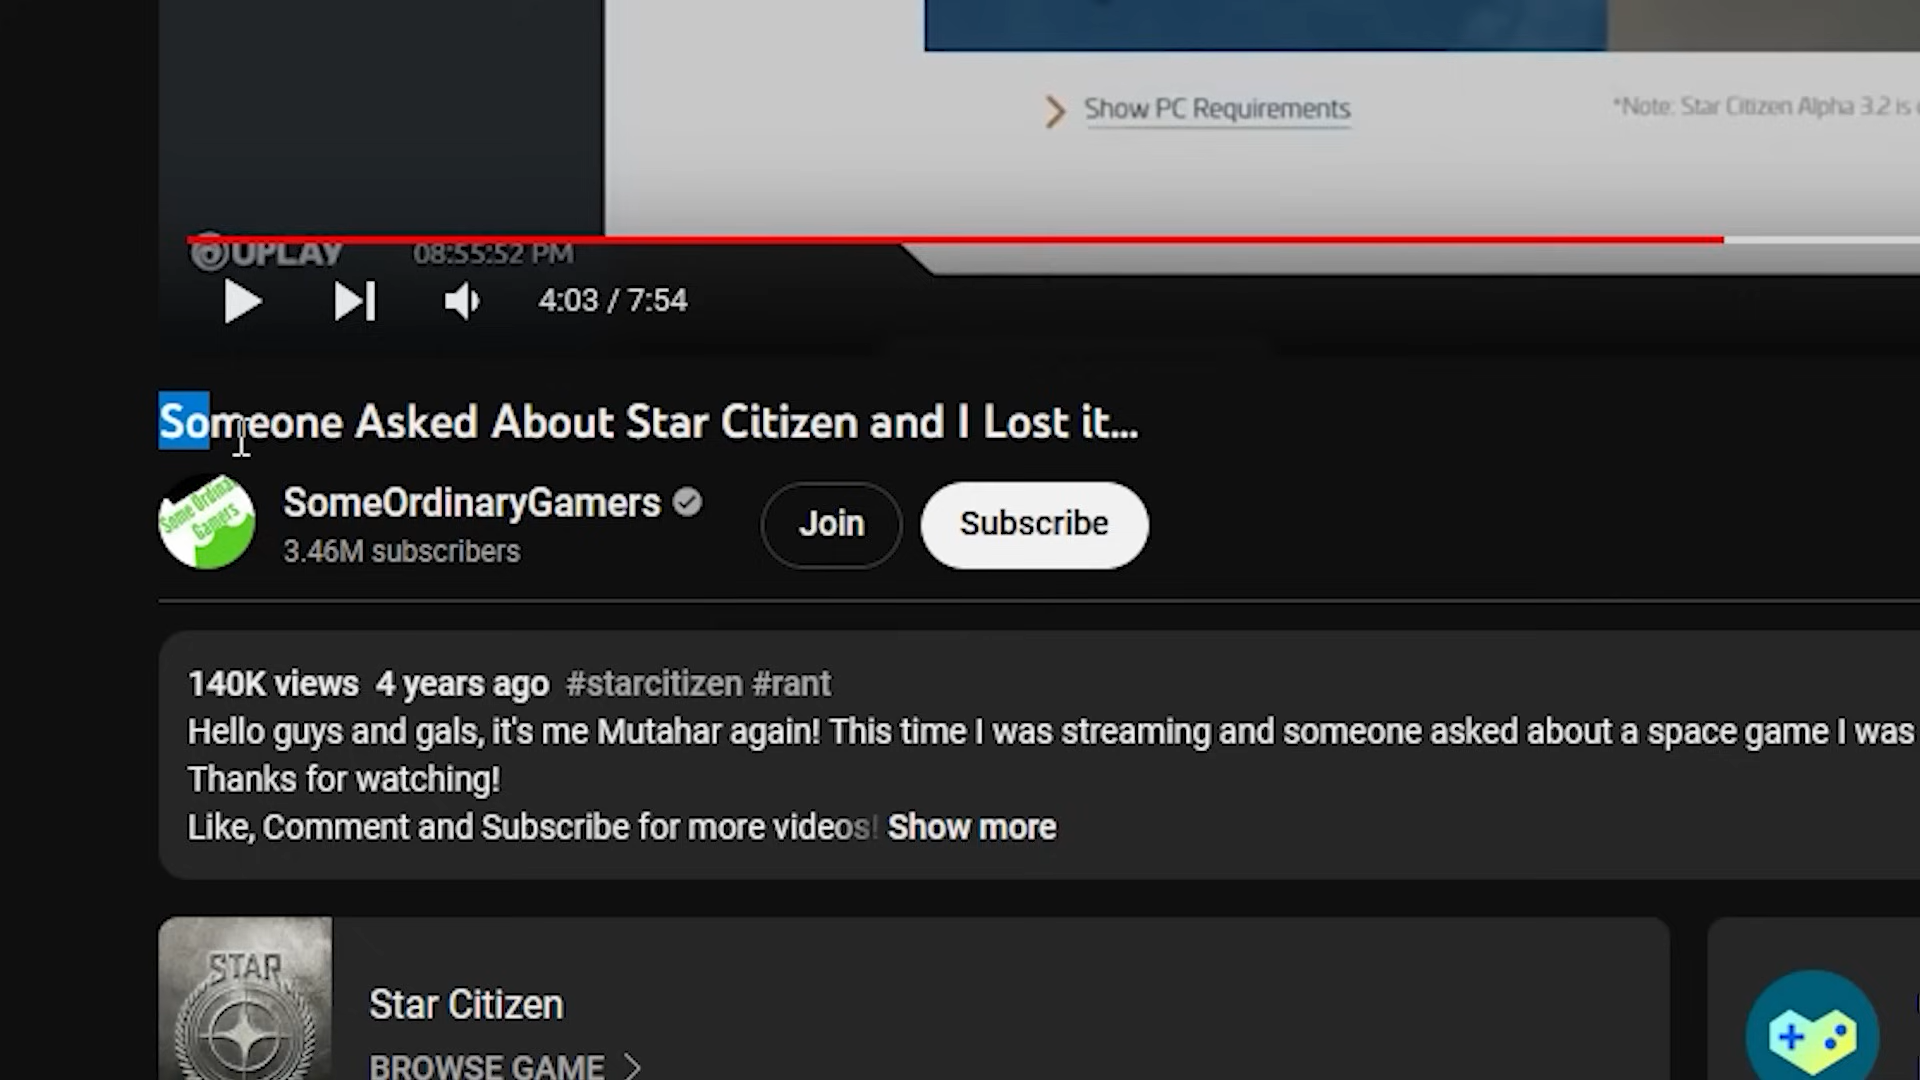 Show PC Requirements
*Note: Star Citizen Alpha 3.2 is
UPLAY 08:55:52 PM
4:03 / 7:54
Someone Asked About Star Citizen and I Lost it...
Some Ordinary Gamers
SomeOrdinaryGamers
3.46M subscribers
Join
Subscribe
140K views 4 years ago #starcitizen #rant
Hello guys and gals, it's me Mutahar again! This time I was streaming and someone asked about a space game I was
Thanks for watching!
Like, Comment and Subscribe for more videos! Show more
STAR
Star Citizen
BROWSE GAME